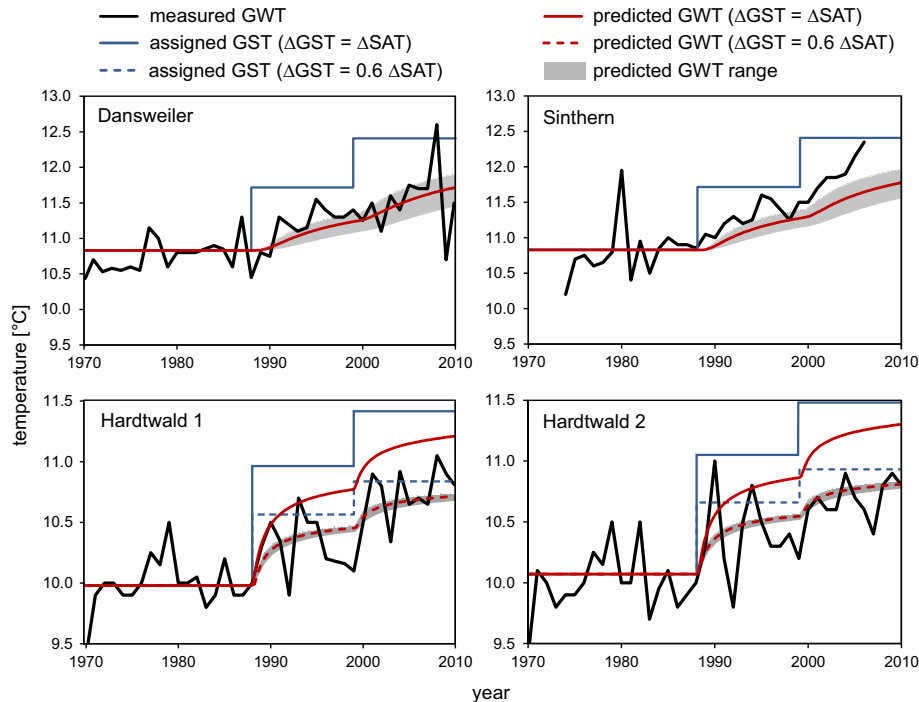 measured GWT
assigned GST (ΔGST = ΔSAT)
assigned GST (ΔGST = 0.6 ΔSAT)
predicted GWT (ΔGST = ΔSAT)
predicted GWT (ΔGST = 0.6 ΔSAT)
predicted GWT range
temperature [°C]
Dansweiler
13.0
12.5
12.0
11.5
11.0
10.5
10.0
9.5
1970 1980 1990 2000 2010
Sinthern
13.0
12.5
12.0
11.5
11.0
10.5
10.0
9.5
1970 1980 1990 2000 2010
Hardtwald 1
11.5
11.0
10.5
10.0
9.5
1970 1980 1990 2000 2010
Hardtwald 2
11.5
11.0
10.5
10.0
9.5
1970 1980 1990 2000 2010
year